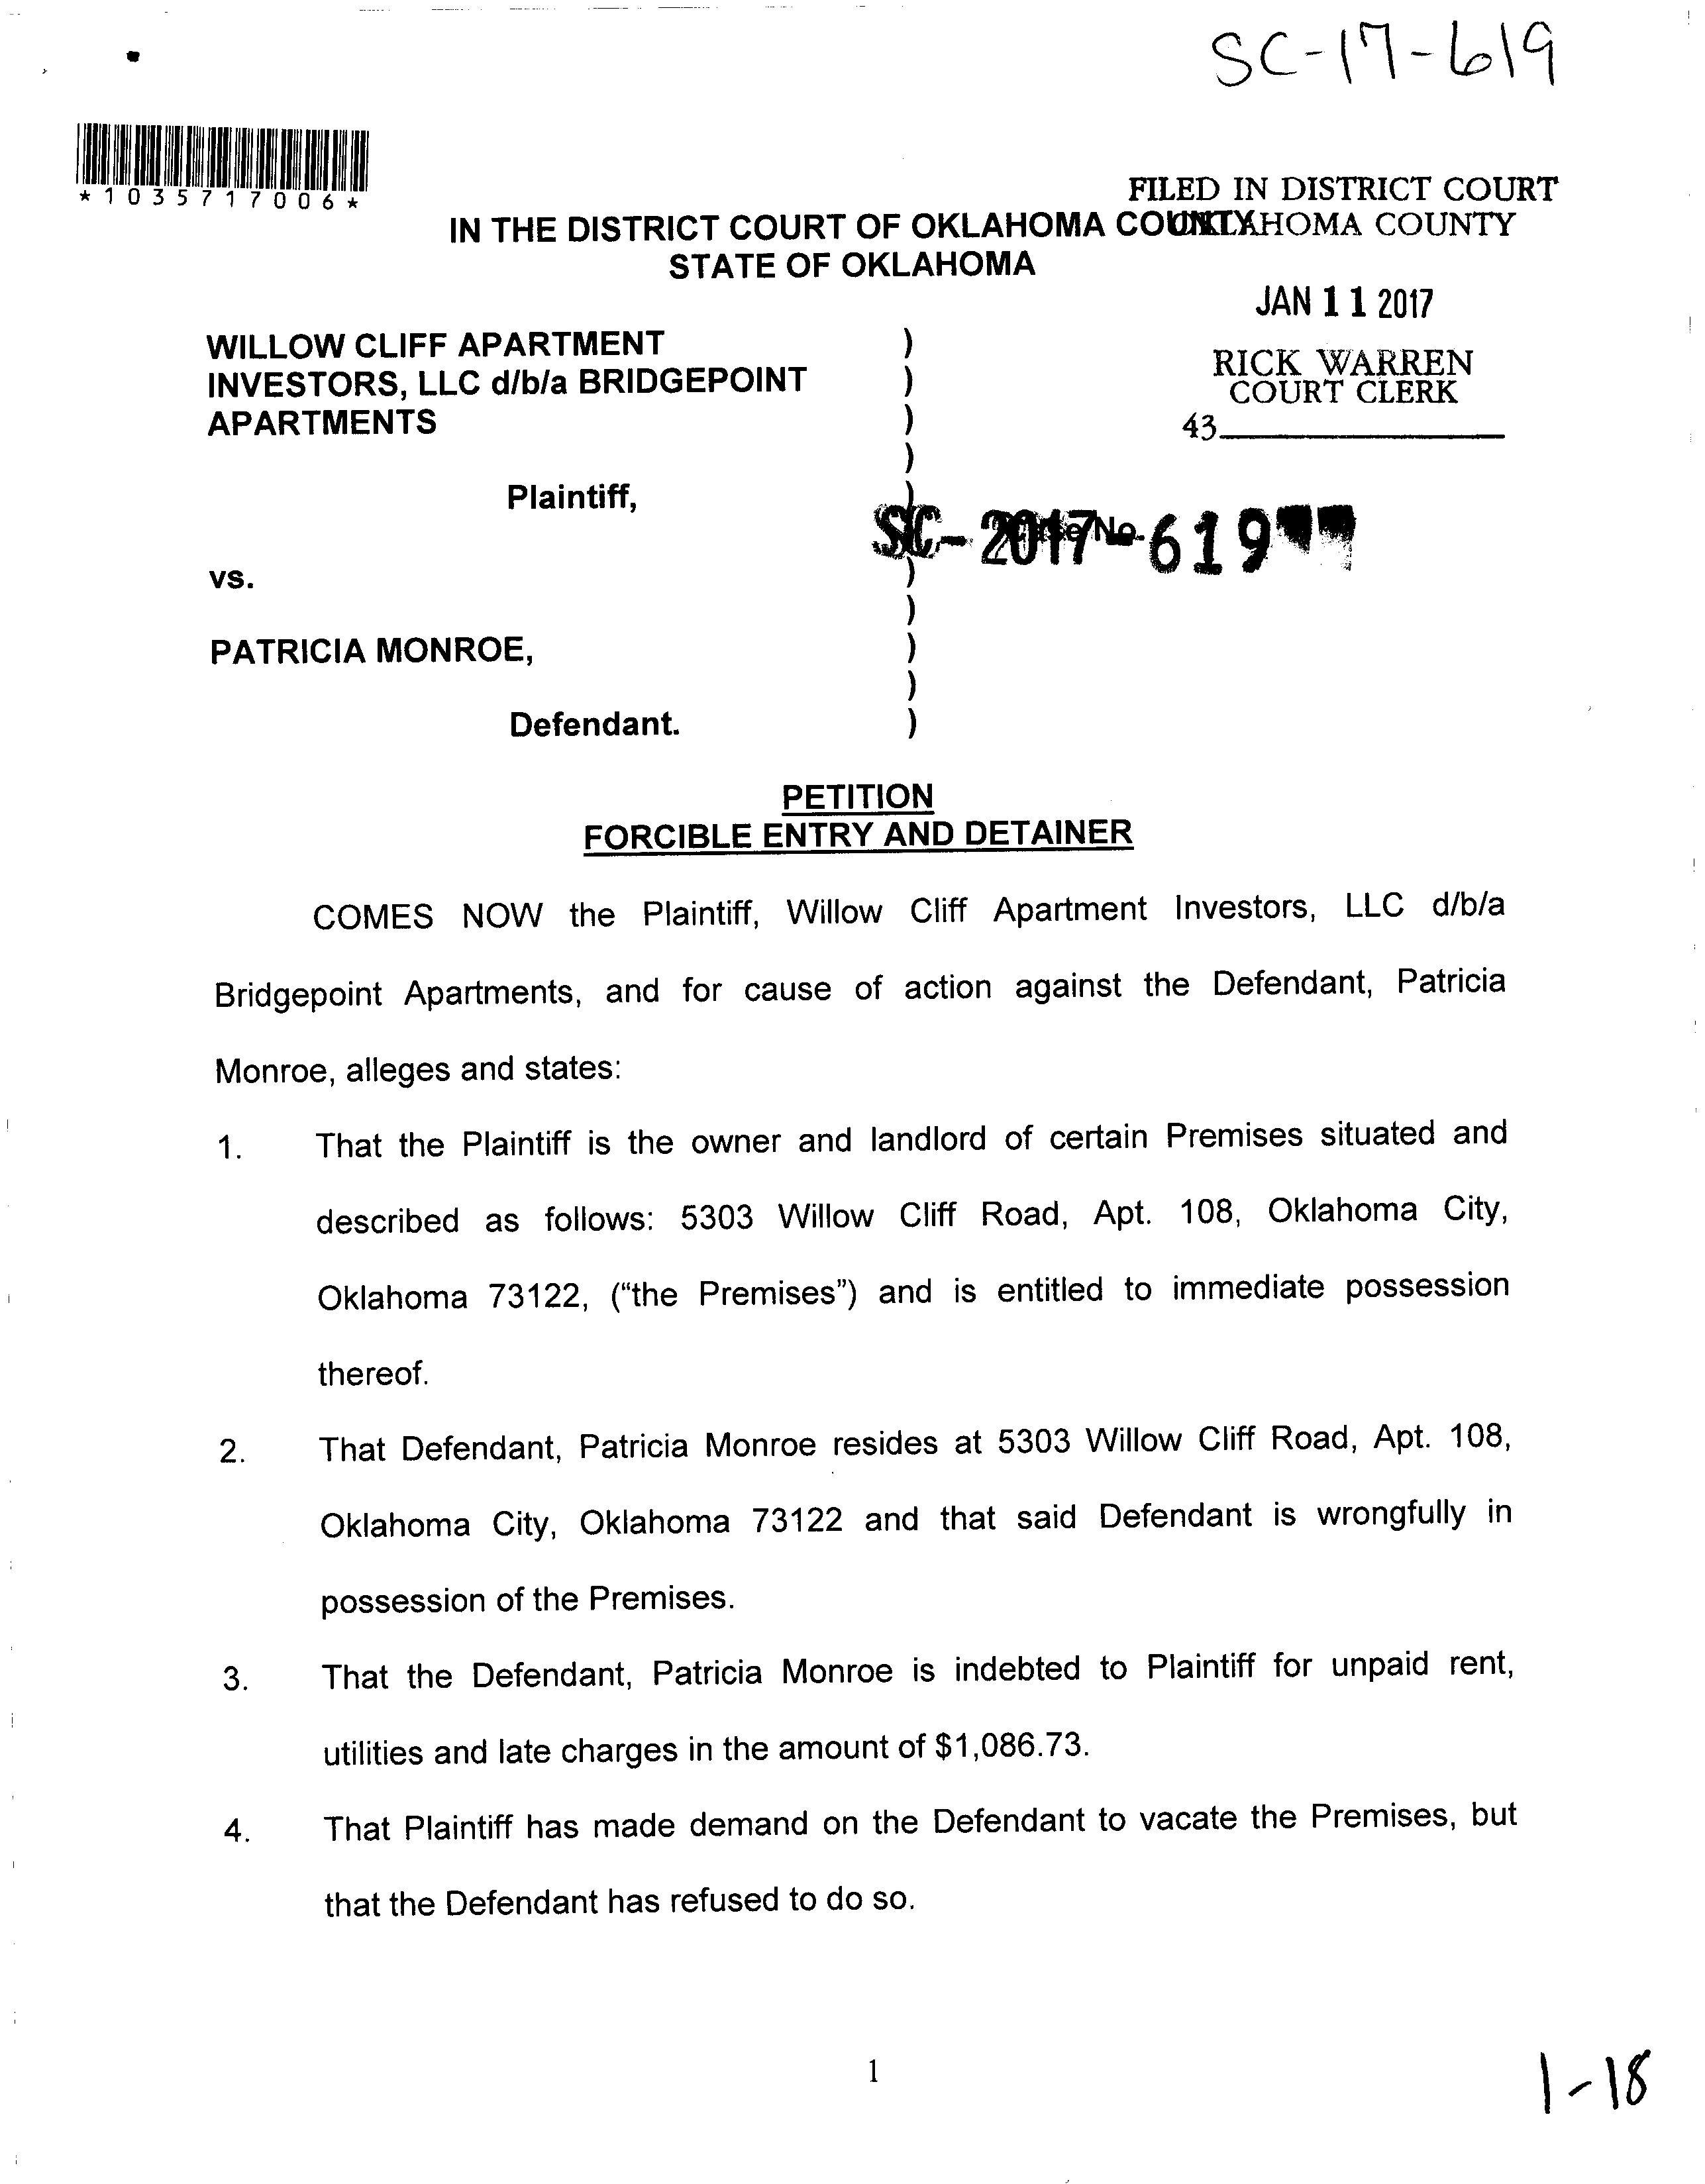 SC-17-619
*1035717006*
FILED IN DISTRICT COURT
IN THE DISTRICT COURT OF OKLAHOMA COUNTY OKLAHOMA COUNTY
STATE OF OKLAHOMA
JAN 11 2017
WILLOW CLIFF APARTMENT )
RICK WARREN
INVESTORS, LLC d/b/a BRIDGEPOINT )
COURT CLERK
APARTMENTS )
43
)
Plaintiff, )
SC-2017-619
Case No.
vs. )
)
PATRICIA MONROE, )
)
Defendant. )
PETITION
FORCIBLE ENTRY AND DETAINER
COMES NOW the Plaintiff, Willow Cliff Apartment Investors, LLC d/b/a
Bridgepoint Apartments, and for cause of action against the Defendant, Patricia
Monroe, alleges and states:
1. That the Plaintiff is the owner and landlord of certain Premises situated and
described as follows: 5303 Willow Cliff Road, Apt. 108, Oklahoma City,
Oklahoma 73122, (“the Premises”) and is entitled to immediate possession
thereof.
2. That Defendant, Patricia Monroe resides at 5303 Willow Cliff Road, Apt. 108,
Oklahoma City, Oklahoma 73122 and that said Defendant is wrongfully in
possession of the Premises.
3. That the Defendant, Patricia Monroe is indebted to Plaintiff for unpaid rent,
utilities and late charges in the amount of $1,086.73.
4. That Plaintiff has made demand on the Defendant to vacate the Premises, but
that the Defendant has refused to do so.
1
1-18